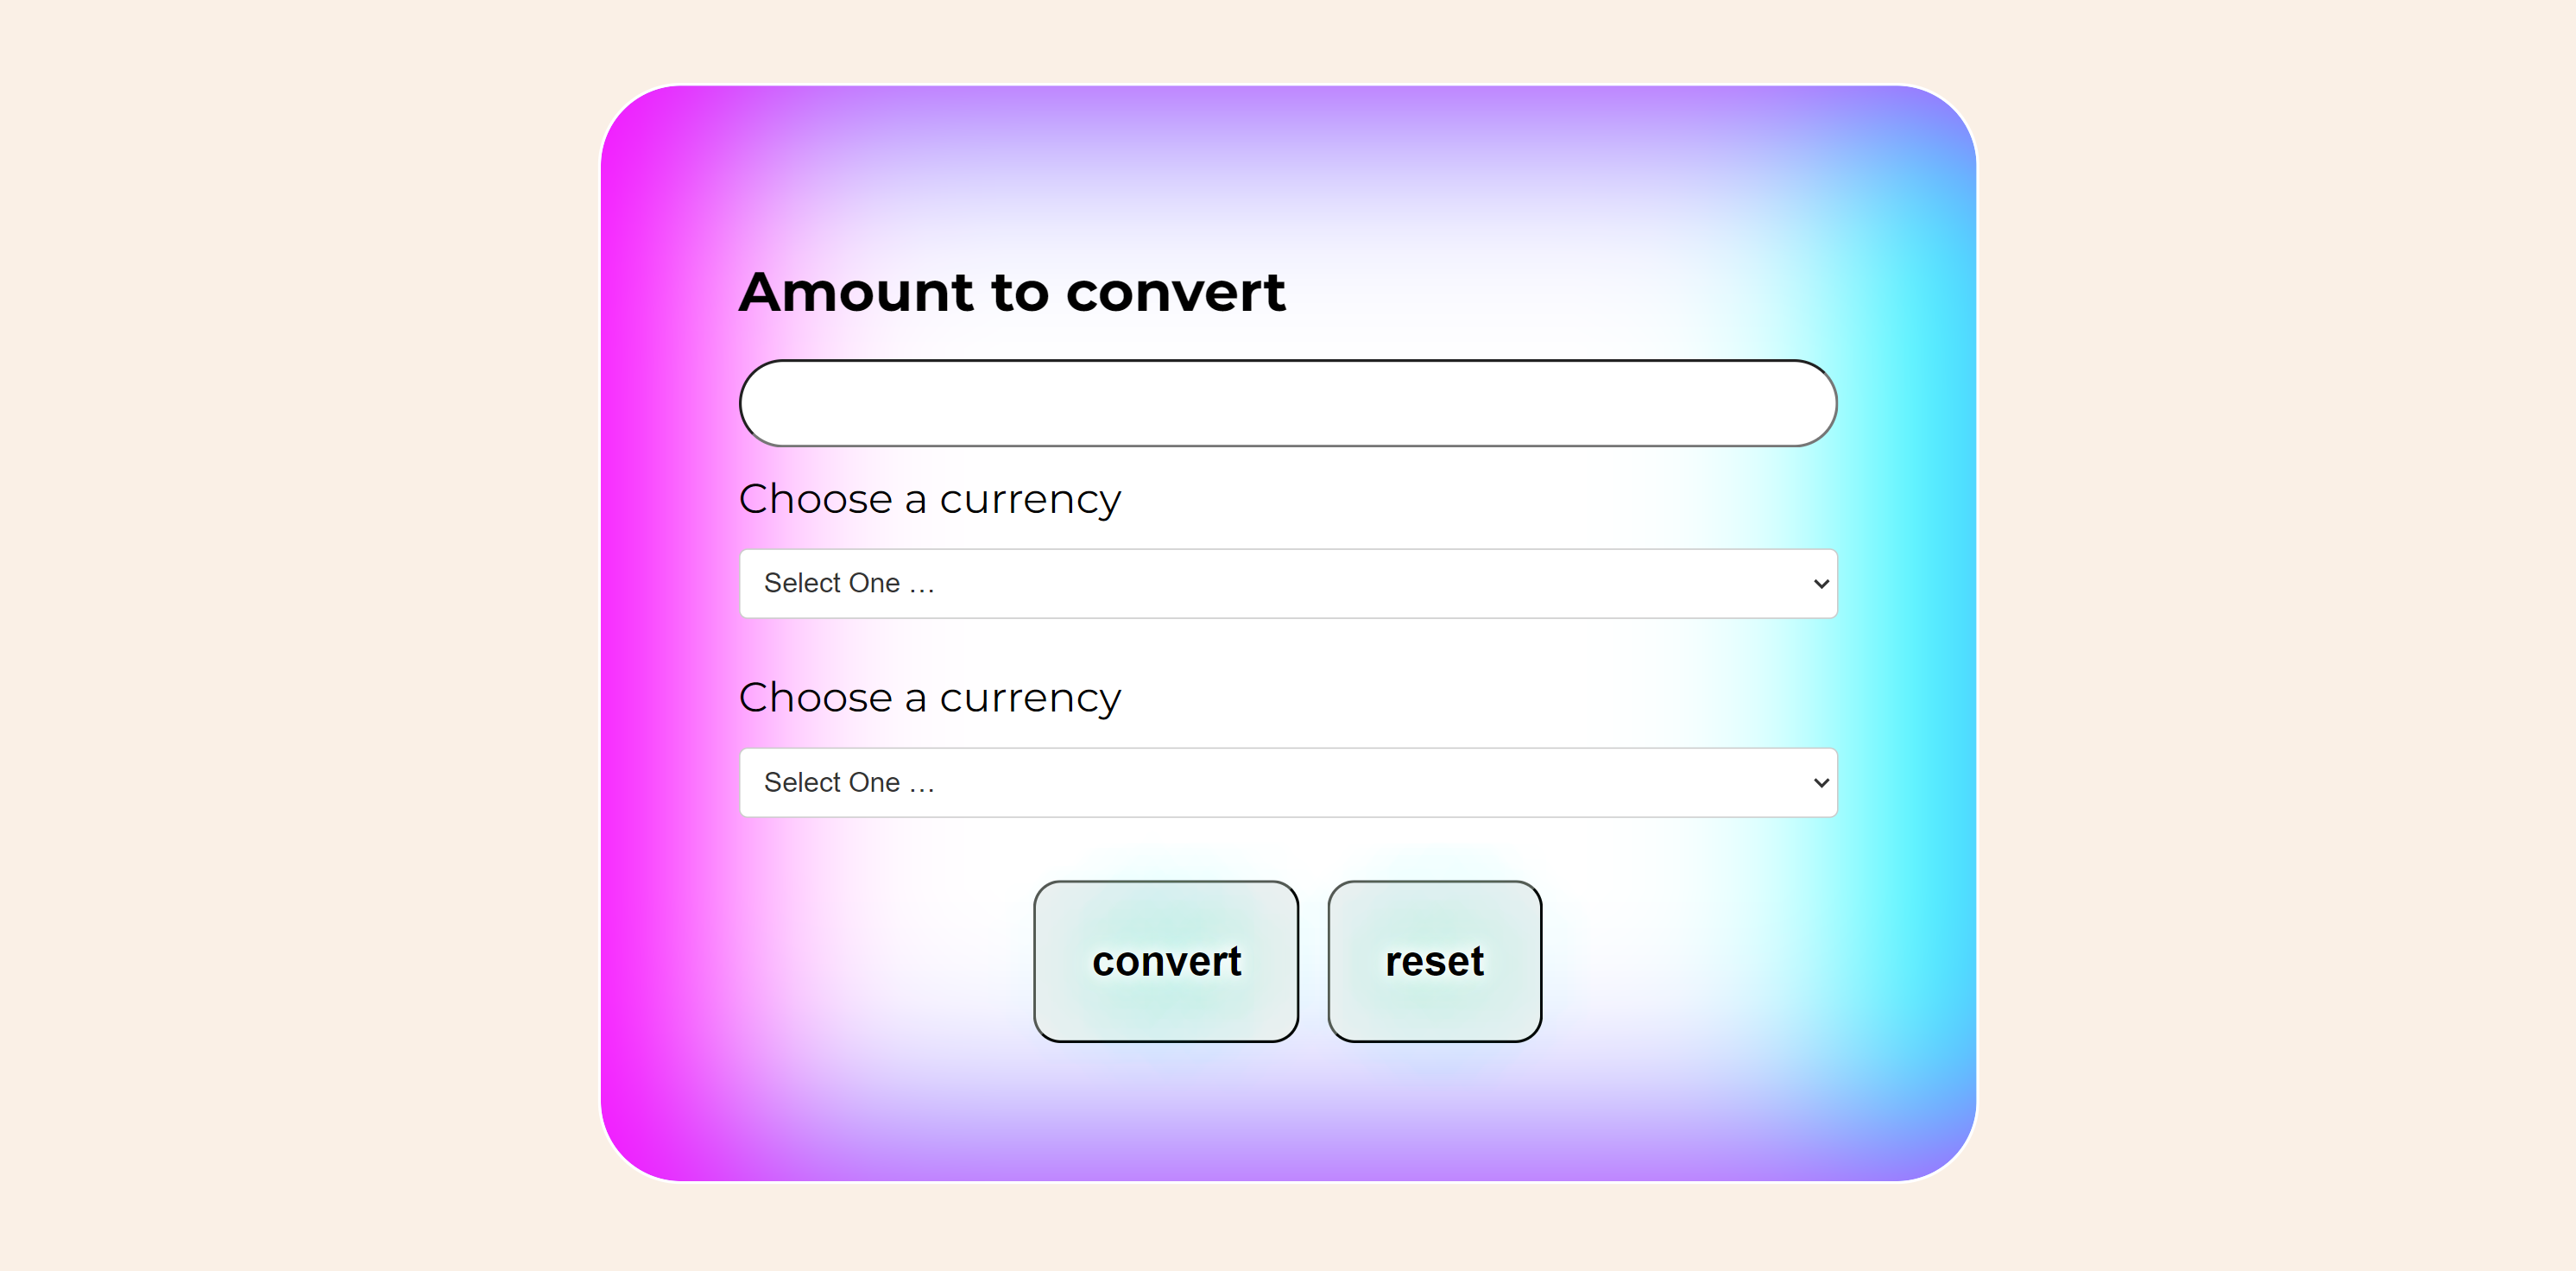 Amount to convert
Choose a currency
Select One …
Choose a currency
Select One …
convert reset